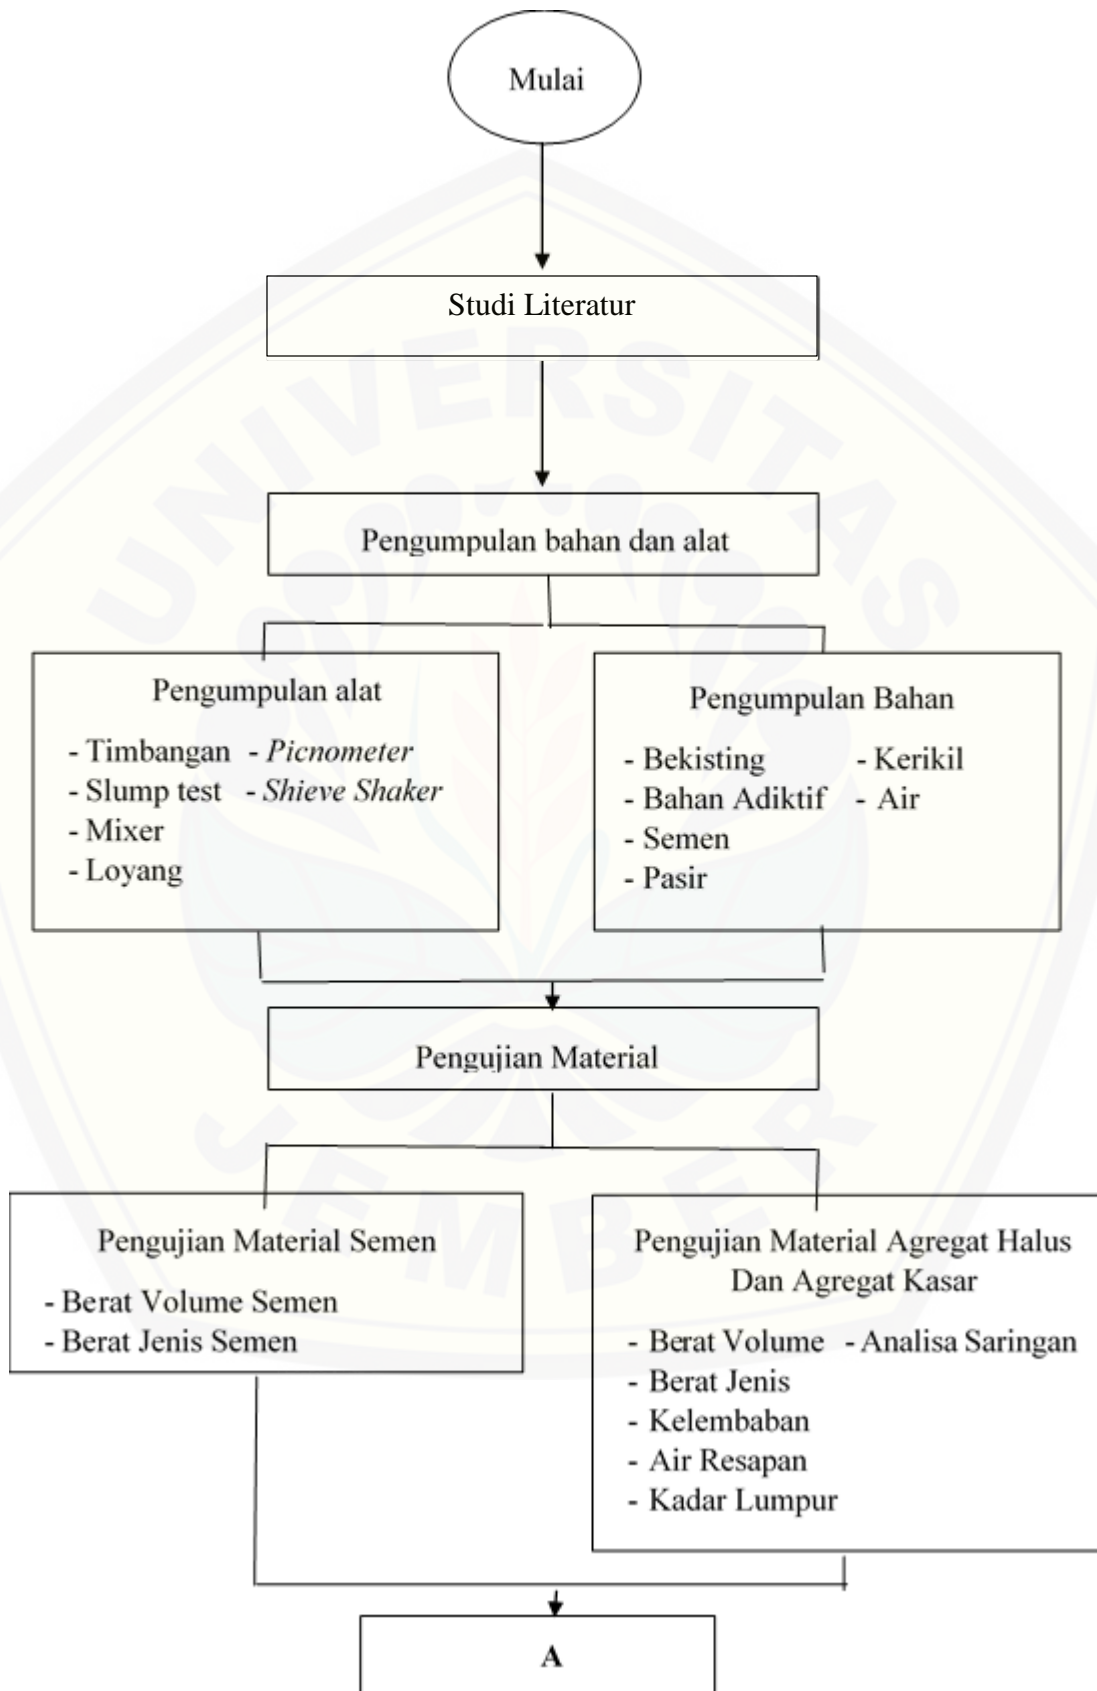 Mulai
Studi Literatur
Pengumpulan bahan dan alat
Pengumpulan alat
- Timbangan - Picnometer
- Slump test - Shieve Shaker
- Mixer
- Loyang
Pengumpulan Bahan
- Bekisting - Kerikil
- Bahan Adiktif - Air
- Semen
- Pasir
Pengujian Material
Pengujian Material Semen
- Berat Volume Semen
- Berat Jenis Semen
Pengujian Material Agregat Halus
Dan Agregat Kasar
- Berat Volume - Analisa Saringan
- Berat Jenis
- Kelembaban
- Air Resapan
- Kadar Lumpur
A
UNIVERSITAS
JEMBER